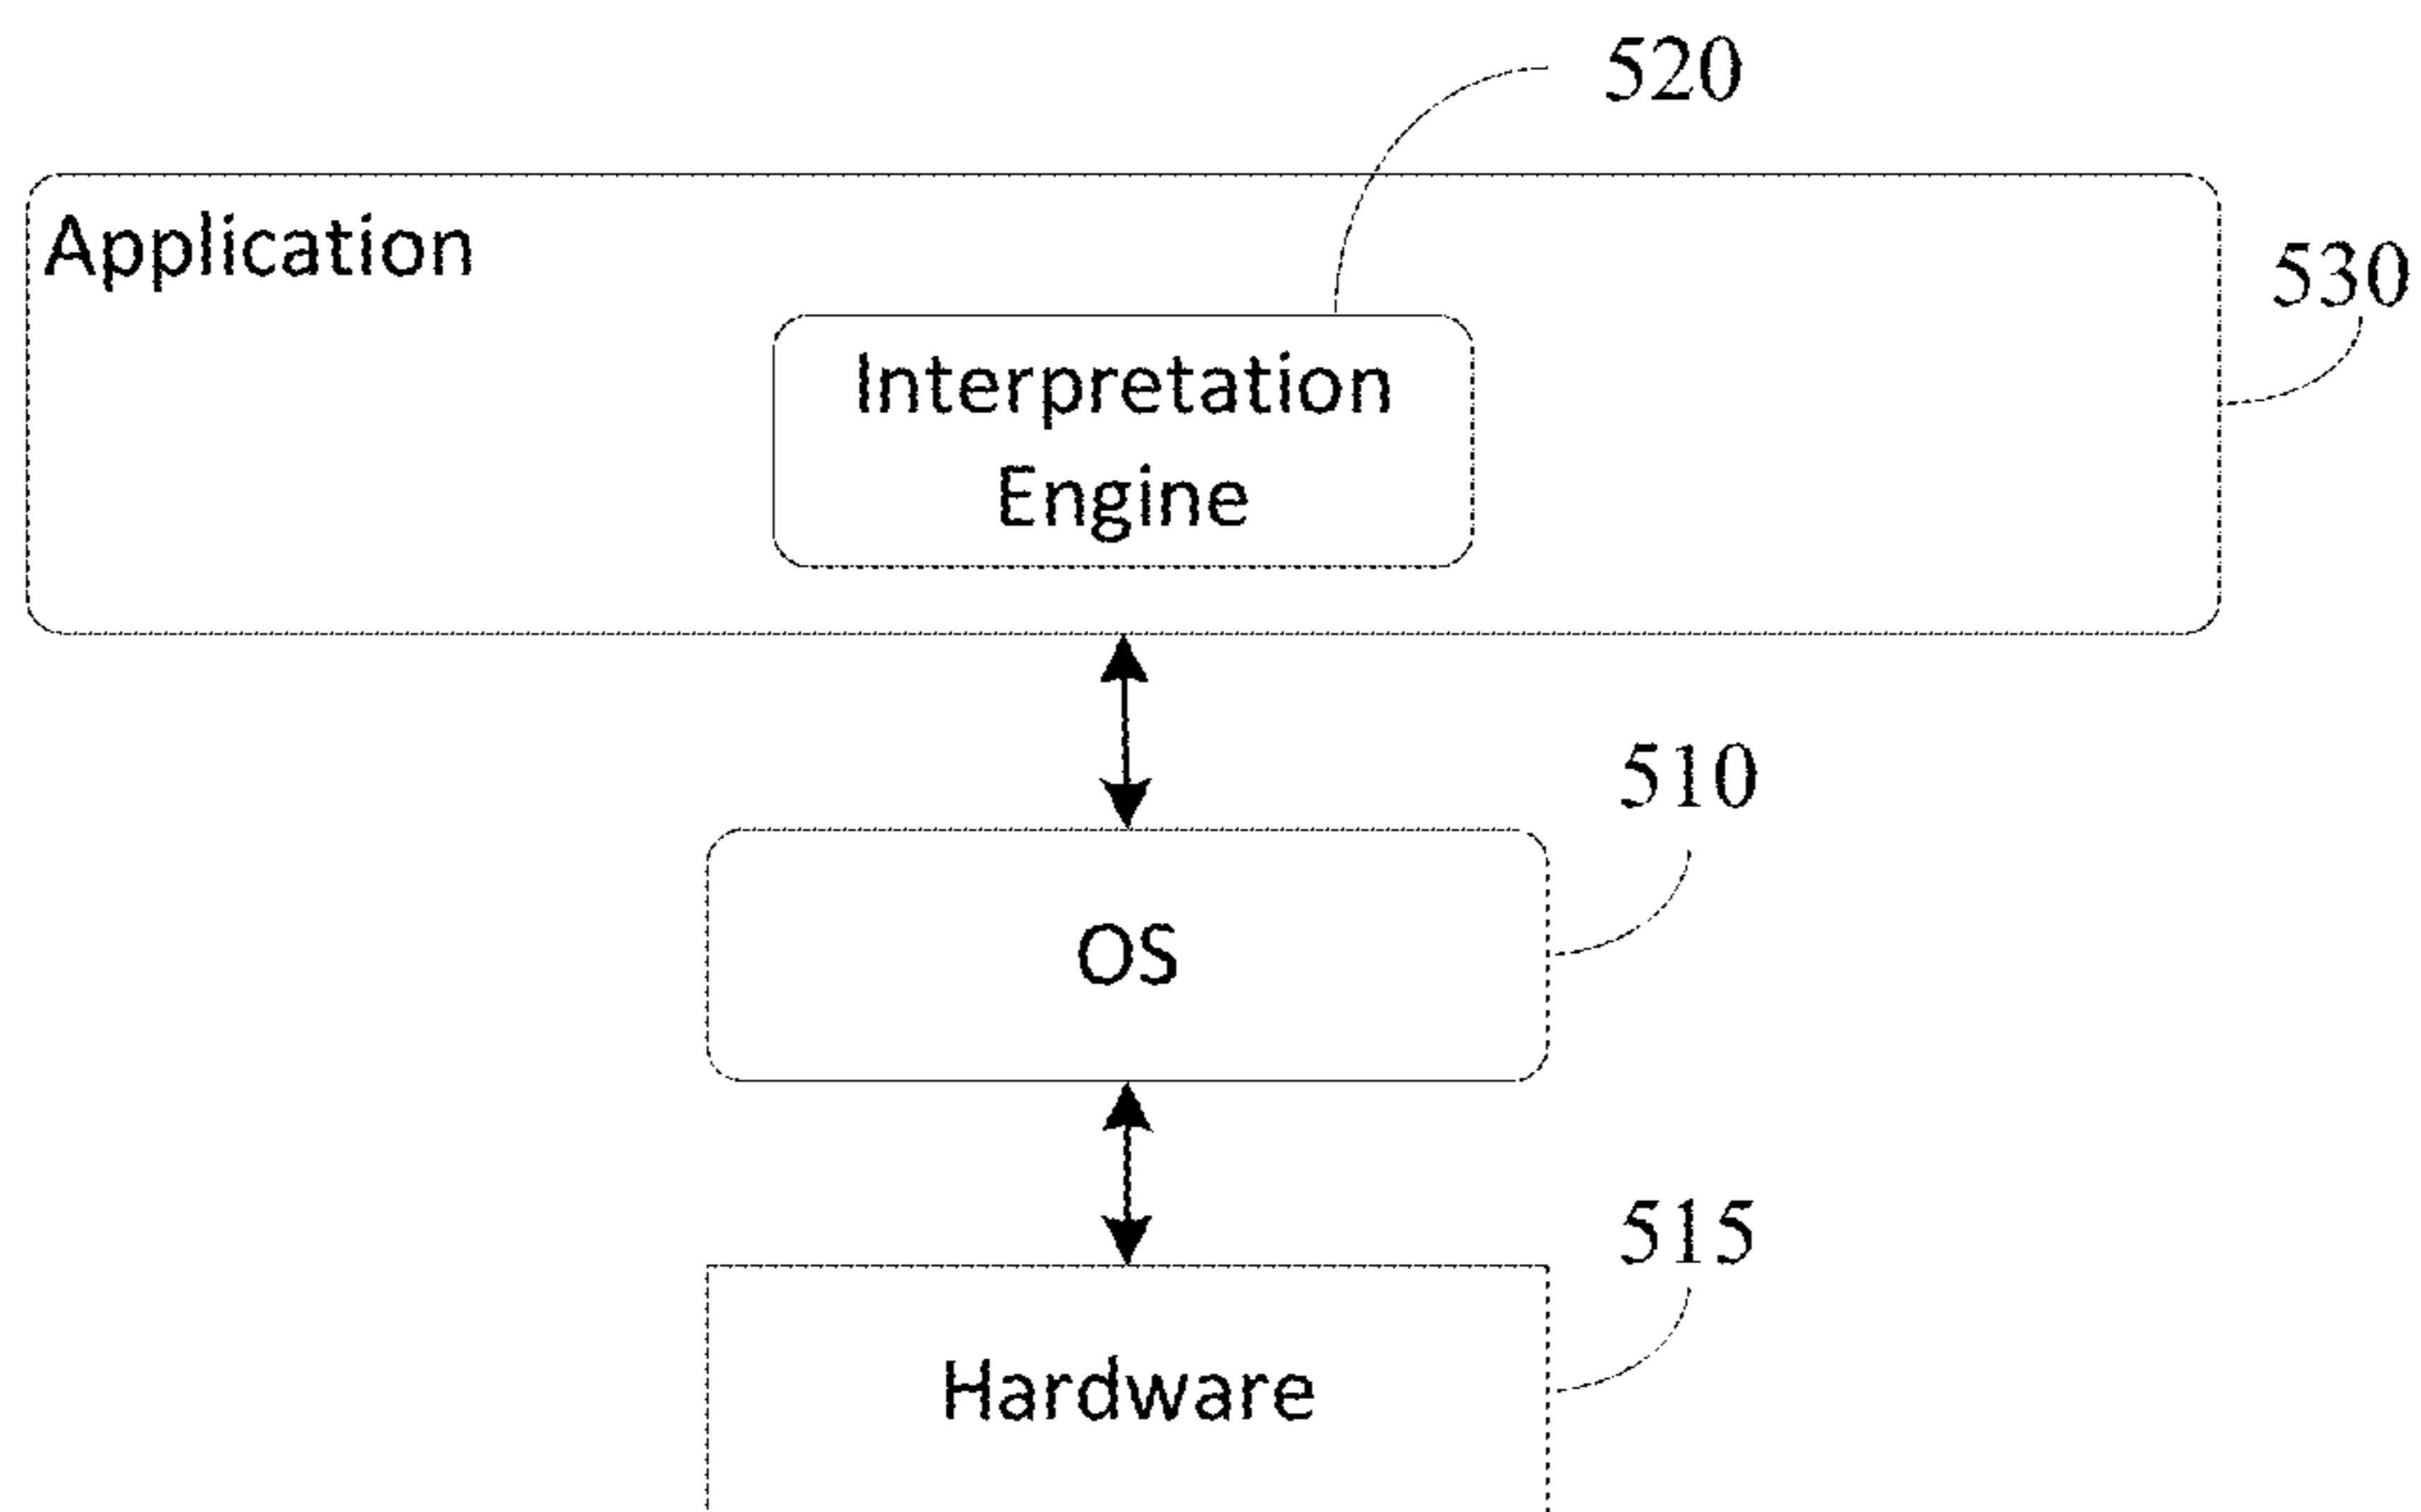 520
Application
530
Interpretation
Engine
510
OS
515
Hardware